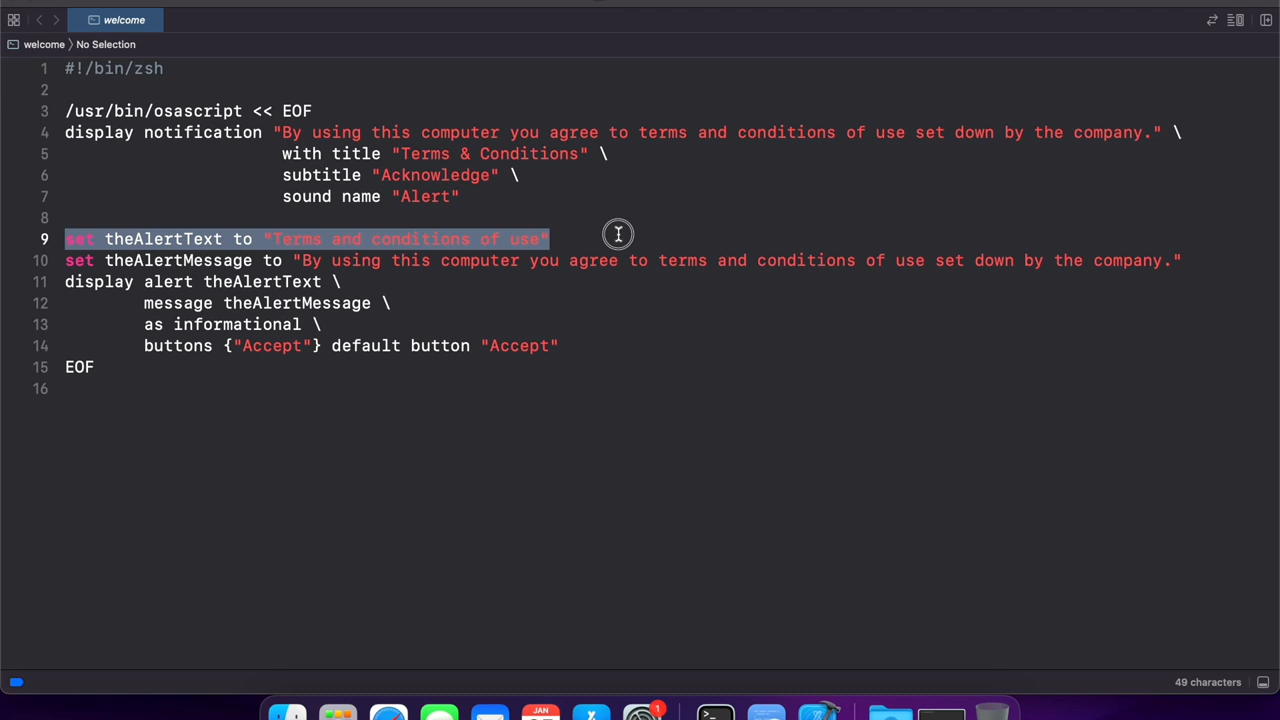 welcome
welcome 〉No Selection
1 #!/bin/zsh
2
3 /usr/bin/osascript << EOF
4 display notification "By using this computer you agree to terms and conditions of use set down by the company." \
5 with title "Terms & Conditions" \
6 subtitle "Acknowledge" \
7 sound name "Alert"
8
9 set theAlertText to "Terms and conditions of use"
10 set theAlertMessage to "By using this computer you agree to terms and conditions of use set down by the company."
11 display alert theAlertText \
12 message theAlertMessage \
13 as informational \
14 buttons {"Accept"} default button "Accept"
15 EOF
16
49 characters
JAN
1